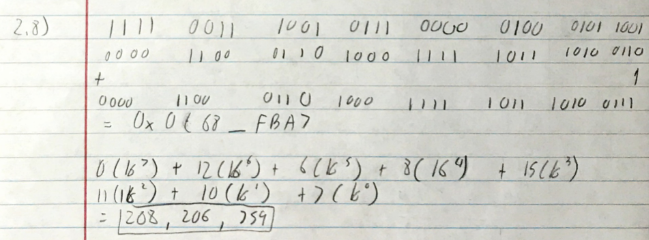 2.8) 1111 0011 1001 0111 0000 0100 0101 1001
0000 1100 0110 1000 1111 1011 1010 0110
+ 1
0000 1100 0110 1000 1111 1011 1010 0111
= 0x 0C68_FBA7
0(16^7) + 12(16^6) + 6(16^5) + 8(16^4) + 15(16^3)
11(16^2) + 10(16^1) + 7(16^0)
= 208, 206, 759